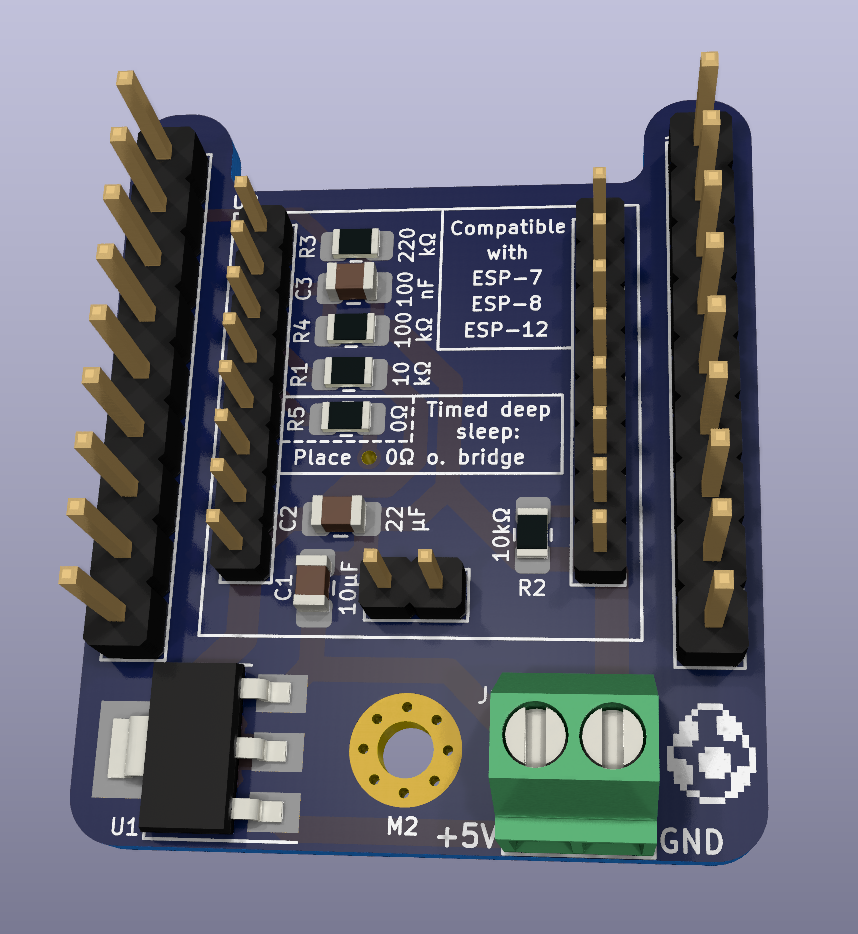 R3
220
kΩ
C3
100
nF
R4
100
kΩ
R1
10
kΩ
Compatible
with
ESP-7
ESP-8
ESP-12
R5
0Ω
Timed deep
sleep:
Place 0Ω o. bridge
C2
22
µF
C1
10µF
10kΩ
R2
J
U1
M2
+5V
GND